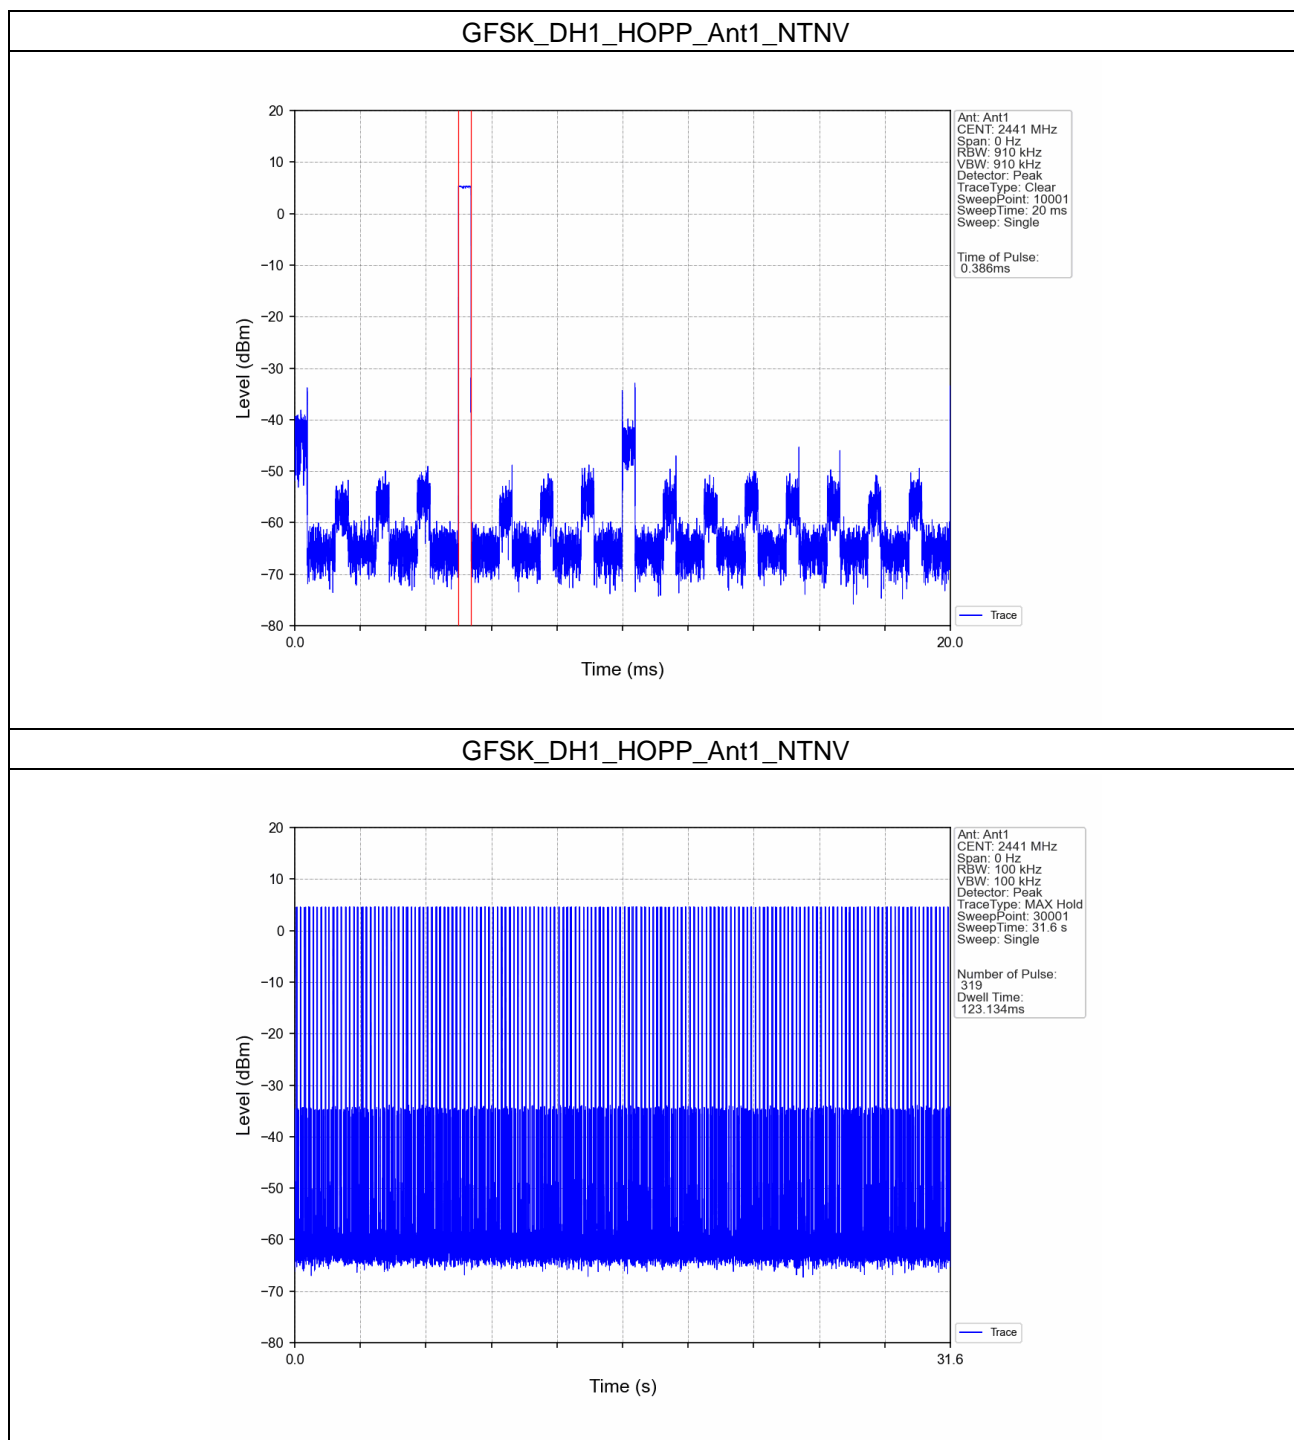 GFSK_DH1_HOPP_Ant1_NTNV
20
10
0
−10
−20
−30
−40
−50
−60
−70
−80
Level (dBm)
0.0
20.0
Time (ms)
Ant: Ant1
CENT: 2441 MHz
Span: 0 Hz
RBW: 910 kHz
VBW: 910 kHz
Detector: Peak
TraceType: Clear
SweepPoint: 10001
SweepTime: 20 ms
Sweep: Single
Time of Pulse:
0.386ms
Trace
GFSK_DH1_HOPP_Ant1_NTNV
20
10
0
−10
−20
−30
−40
−50
−60
−70
−80
Level (dBm)
0.0
31.6
Time (s)
Ant: Ant1
CENT: 2441 MHz
Span: 0 Hz
RBW: 100 kHz
VBW: 100 kHz
Detector: Peak
TraceType: MAX Hold
SweepPoint: 30001
SweepTime: 31.6 s
Sweep: Single
Number of Pulse:
319
Dwell Time:
123.134ms
Trace